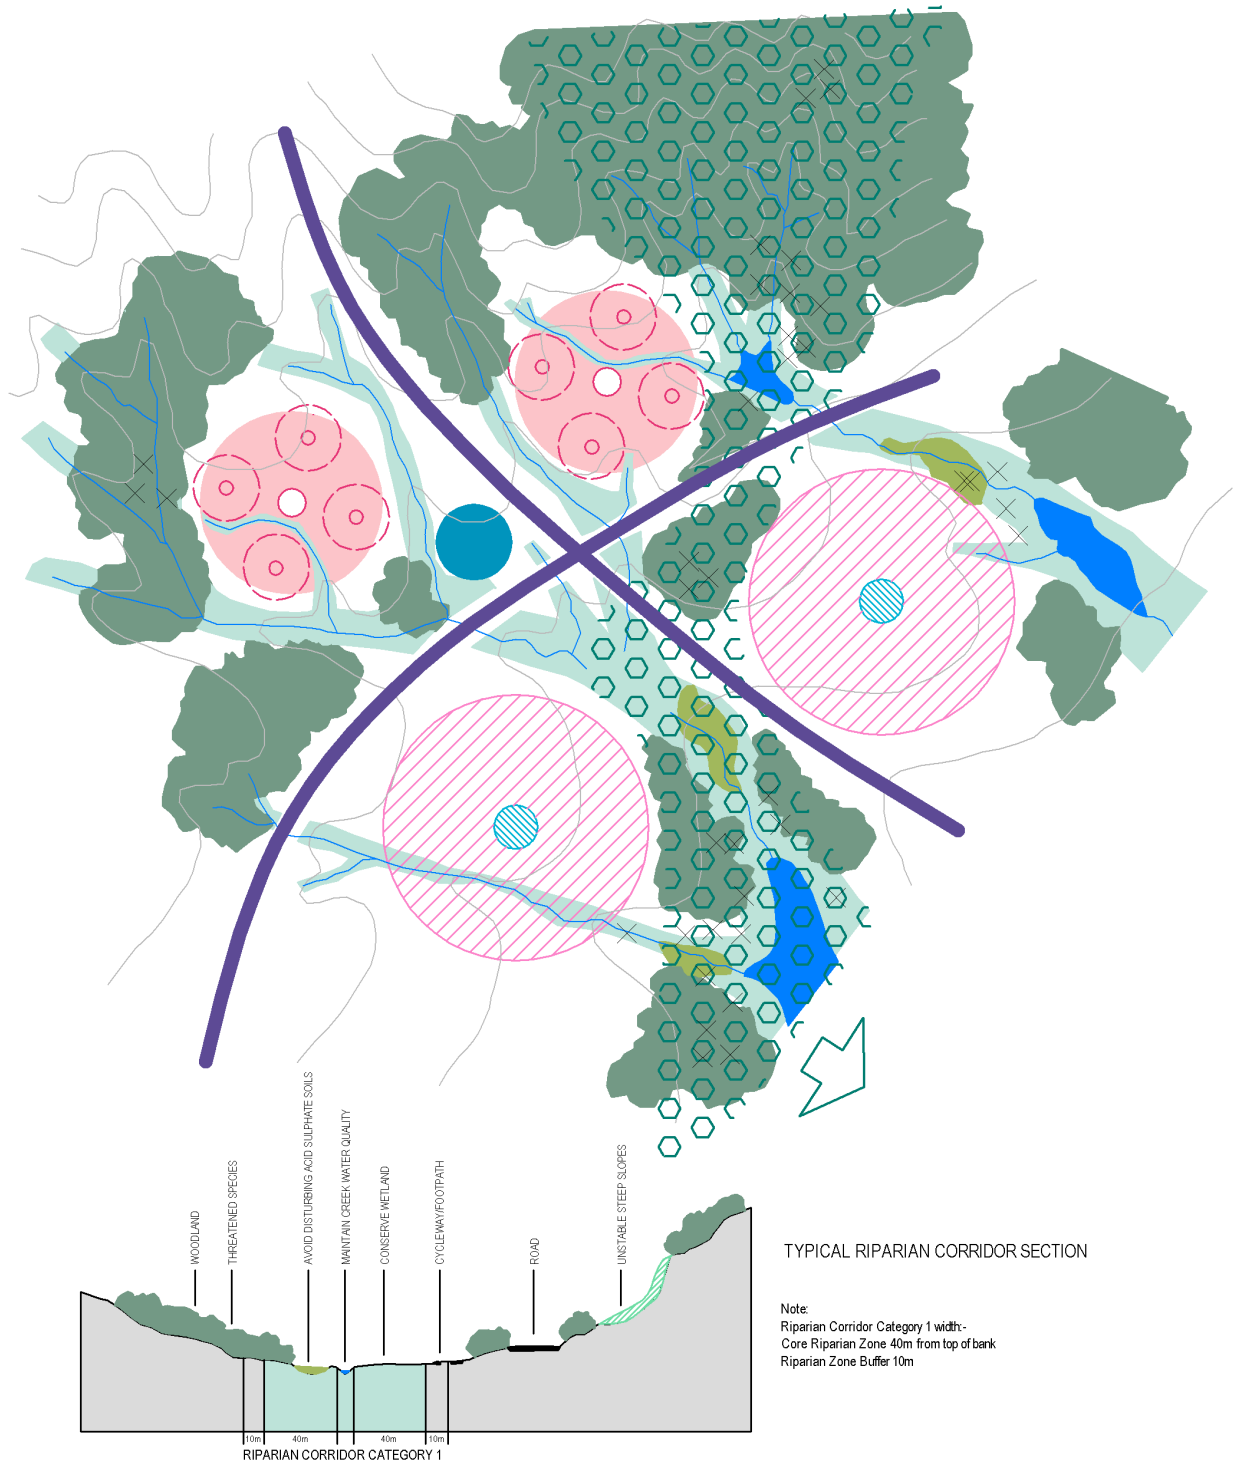 WOODLAND
THREATENED SPECIES
AVOID DISTURBING ACID SULPHATE SOILS
MAINTAIN CREEK WATER QUALITY
CONSERVE WETLAND
CYCLEWAY/FOOTPATH
ROAD
UNSTABLE STEEP SLOPES
TYPICAL RIPARIAN CORRIDOR SECTION
Note:
Riparian Corridor Category 1 width:-
Core Riparian Zone 40m from top of bank
Riparian Zone Buffer 10m
10m 40m 40m 10m
RIPARIAN CORRIDOR CATEGORY 1